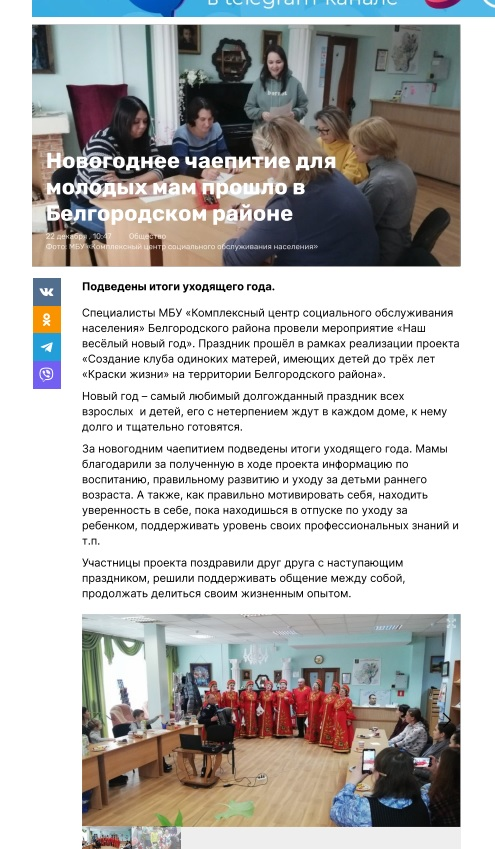 в telegram-канале
Новогоднее чаепитие для
молодых мам прошло в
Белгородском районе
22 декабря , 10:47 Общество
Фото: МБУ «Комплексный центр социального обслуживания населения»
Подведены итоги уходящего года.
Специалисты МБУ «Комплексный центр социального обслуживания
населения» Белгородского района провели мероприятие «Наш
весёлый новый год». Праздник прошёл в рамках реализации проекта
«Создание клуба одиноких матерей, имеющих детей до трёх лет
«Краски жизни» на территории Белгородского района».
Новый год – самый любимый долгожданный праздник всех
взрослых и детей, его с нетерпением ждут в каждом доме, к нему
долго и тщательно готовятся.
За новогодним чаепитием подведены итоги уходящего года. Мамы
благодарили за полученную в ходе проекта информацию по
воспитанию, правильному развитию и уходу за детьми раннего
возраста. А также, как правильно мотивировать себя, находить
уверенность в себе, пока находишься в отпуске по уходу за
ребенком, поддерживать уровень своих профессиональных знаний и
т.п.
Участницы проекта поздравили друг друга с наступающим
праздником, решили поддерживать общение между собой,
продолжать делиться своим жизненным опытом.